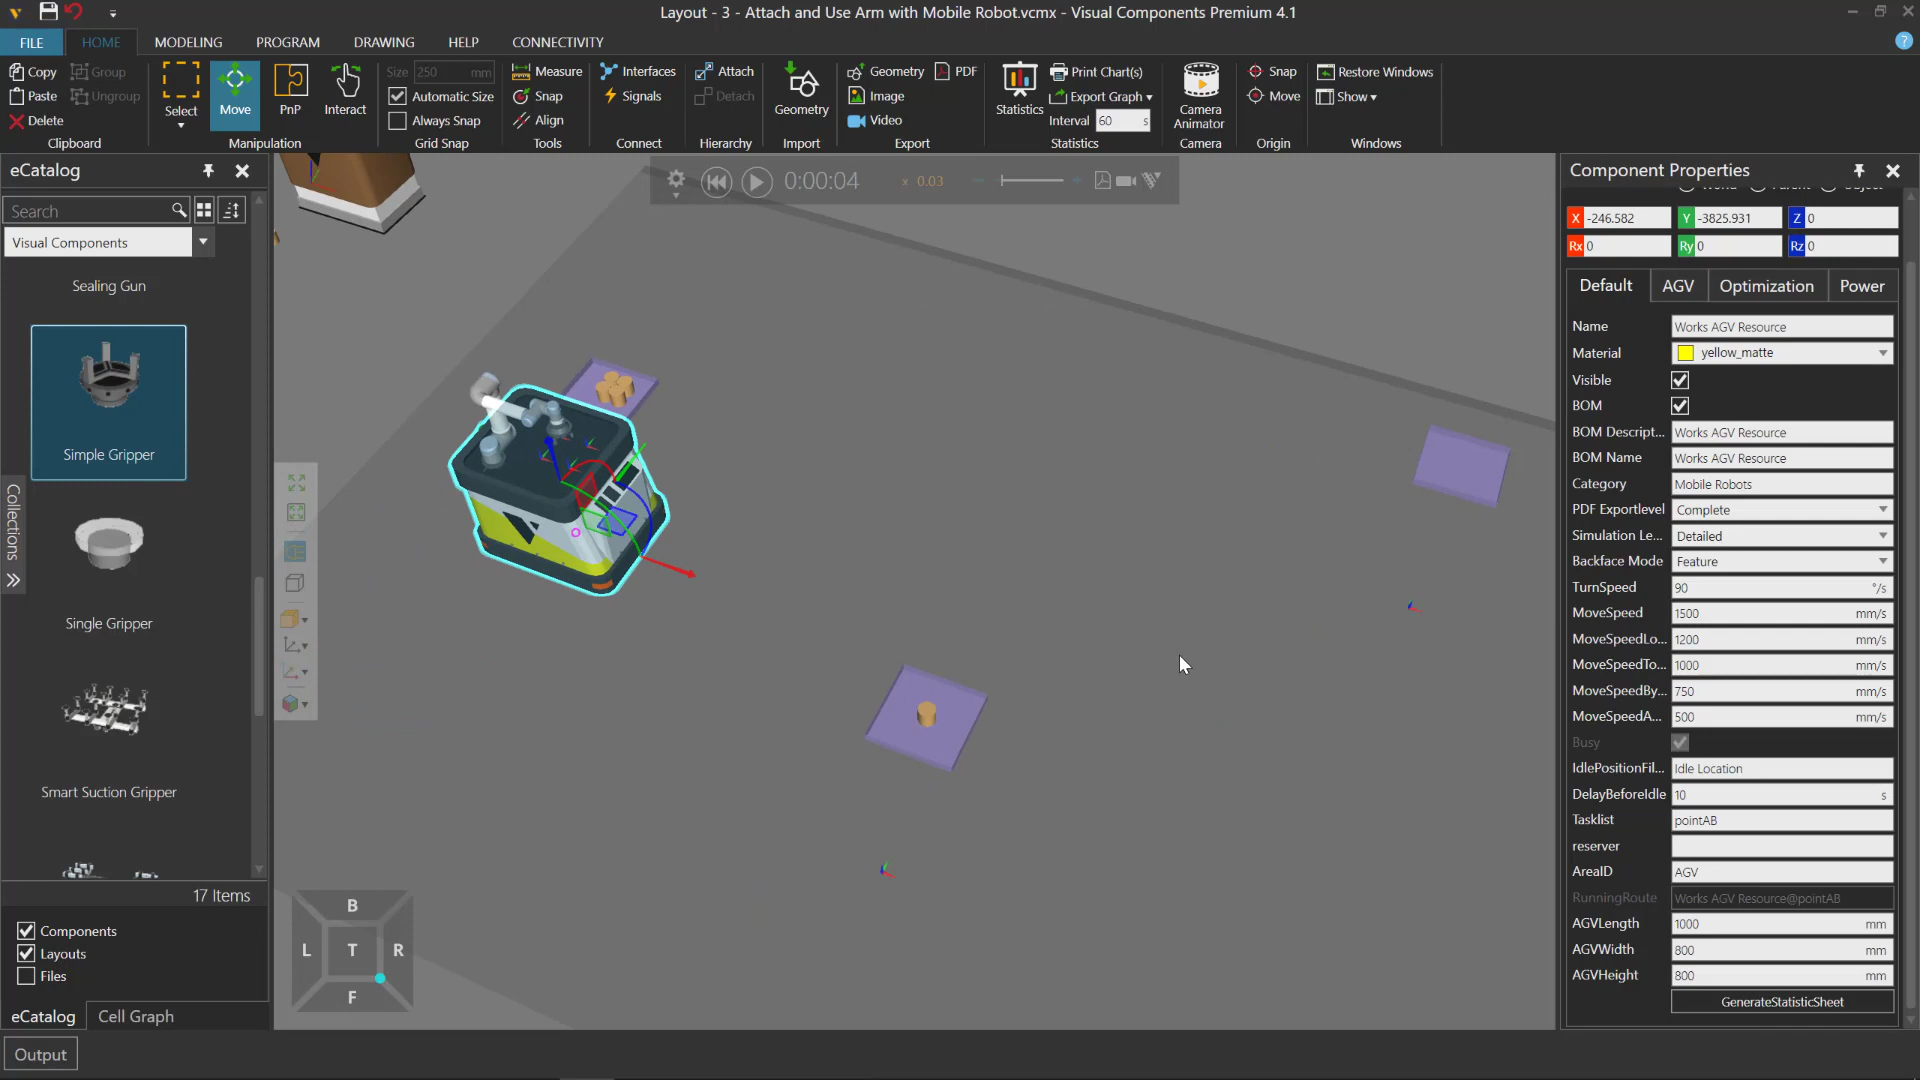 Layout - 3 - Attach and Use Arm with Mobile Robot.vcmx - Visual Components Premium 4.1
FILE HOME MODELING PROGRAM DRAWING HELP CONNECTIVITY
Copy Group
Paste Ungroup
Delete
Clipboard
Select Move PnP Interact
Manipulation
Size 250 mm
Automatic Size
Always Snap
Grid Snap
Measure
Snap
Align
Tools
Interfaces
Signals
Connect
Attach
Detach
Hierarchy
Geometry
Import
Geometry PDF
Image
Video
Export
Statistics
Print Chart(s)
Export Graph
Interval 60 s
Statistics
Camera
Animator
Camera
Snap
Move
Origin
Restore Windows
Show
Windows
eCatalog
Search
Visual Components
Sealing Gun
Simple Gripper
Single Gripper
Smart Suction Gripper
Collections
17 Items
Components
Layouts
Files
eCatalog Cell Graph
Output
0:00:04 x 0.03
B
L T R
F
Component Properties
X -246.582 Y -3825.931 Z 0
Rx 0 Ry 0 Rz 0
Default AGV Optimization Power
Name Works AGV Resource
Material yellow_matte
Visible
BOM
BOM Descript... Works AGV Resource
BOM Name Works AGV Resource
Category Mobile Robots
PDF Exportlevel Complete
Simulation Le... Detailed
Backface Mode Feature
TurnSpeed 90 °/s
MoveSpeed 1500 mm/s
MoveSpeedLo... 1200 mm/s
MoveSpeedTo... 1000 mm/s
MoveSpeedBy... 750 mm/s
MoveSpeedA... 500 mm/s
Busy
IdlePositionFil... Idle Location
DelayBeforeIdle 10 s
Tasklist pointAB
reserver
AreaID AGV
RunningRoute Works AGV Resource@pointAB
AGVLength 1000 mm
AGVWidth 800 mm
AGVHeight 800 mm
GenerateStatisticSheet